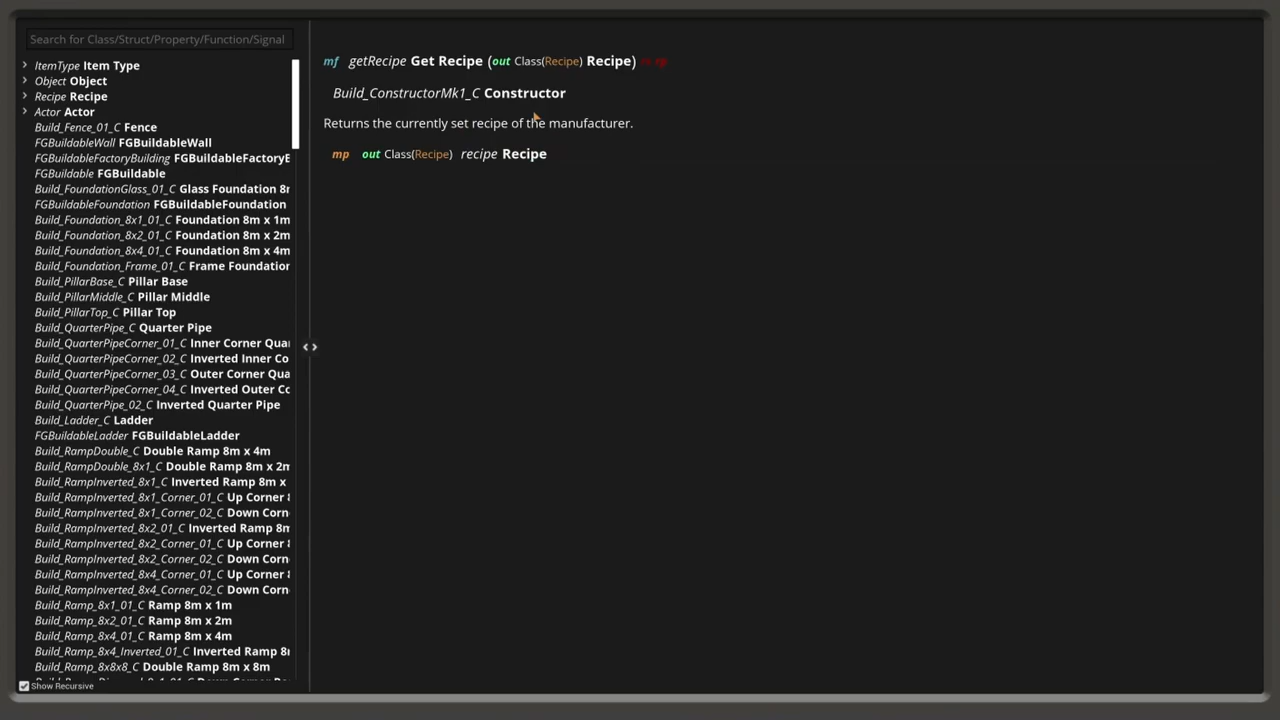 Search for Class/Struct/Property/Function/Signal
ItemType Item Type
Object Object
Recipe Recipe
Actor Actor
Build_Fence_01_C Fence
FGBuildableWall FGBuildableWall
FGBuildableFactoryBuilding FGBuildableFactoryB
FGBuildable FGBuildable
Build_FoundationGlass_01_C Glass Foundation 8m
FGBuildableFoundation FGBuildableFoundation
Build_Foundation_8x1_01_C Foundation 8m x 1m
Build_Foundation_8x2_01_C Foundation 8m x 2m
Build_Foundation_8x4_01_C Foundation 8m x 4m
Build_Foundation_Frame_01_C Frame Foundation
Build_PillarBase_C Pillar Base
Build_PillarMiddle_C Pillar Middle
Build_PillarTop_C Pillar Top
Build_QuarterPipe_C Quarter Pipe
Build_QuarterPipeCorner_01_C Inner Corner Qua
Build_QuarterPipeCorner_02_C Inverted Inner Co
Build_QuarterPipeCorner_03_C Outer Corner Qua
Build_QuarterPipeCorner_04_C Inverted Outer Co
Build_QuarterPipe_02_C Inverted Quarter Pipe
Build_Ladder_C Ladder
FGBuildableLadder FGBuildableLadder
Build_RampDouble_C Double Ramp 8m x 4m
Build_RampDouble_8x1_C Double Ramp 8m x 2m
Build_RampInverted_8x1_C Inverted Ramp 8m x
Build_RampInverted_8x1_Corner_01_C Up Corner 8
Build_RampInverted_8x1_Corner_02_C Down Corn
Build_RampInverted_8x2_01_C Inverted Ramp 8m
Build_RampInverted_8x2_Corner_01_C Up Corner 8
Build_RampInverted_8x2_Corner_02_C Down Corn
Build_RampInverted_8x4_Corner_01_C Up Corner 8
Build_RampInverted_8x4_Corner_02_C Down Corn
Build_Ramp_8x1_01_C Ramp 8m x 1m
Build_Ramp_8x2_01_C Ramp 8m x 2m
Build_Ramp_8x4_01_C Ramp 8m x 4m
Build_Ramp_8x4_Inverted_01_C Inverted Ramp 8m
Build_Ramp_8x8x8_C Double Ramp 8m x 8m
Show Recursive
mf getRecipe Get Recipe (out Class(Recipe) Recipe)
Build_ConstructorMk1_C Constructor
Returns the currently set recipe of the manufacturer.
mp out Class(Recipe) recipe Recipe